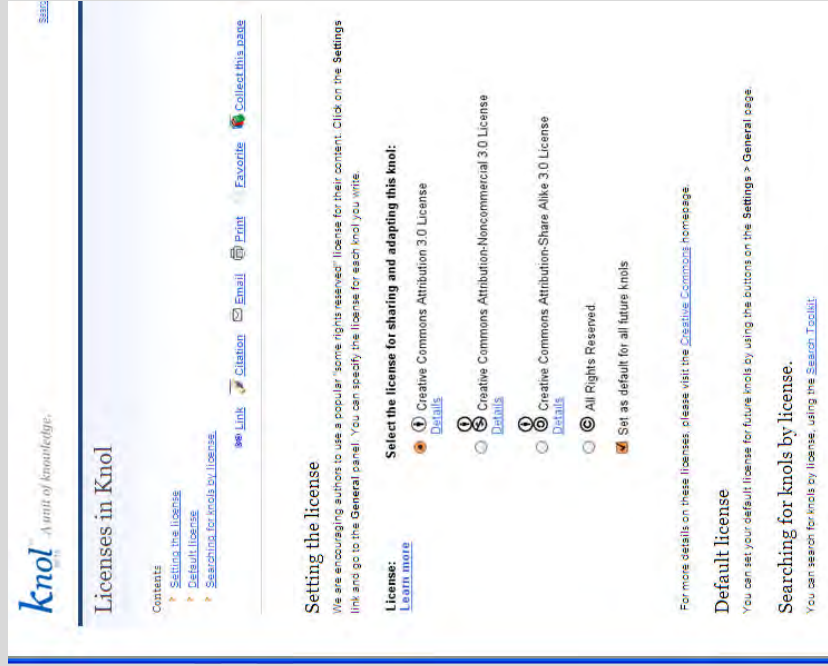 knol™ A unit of knowledge.
BETA
Searc
Licenses in Knol
Contents
Setting the license
Default license
Searching for knols by license.
Link Citation Email Print Favorite Collect this page
Setting the license
We are encouraging authors to use a popular "some rights reserved" license for their content. Click on the Settings
link and go to the General panel. You can specify the license for each knol you write.
License:
Learn more
Select the license for sharing and adapting this knol:
Creative Commons Attribution 3.0 License
Details
Creative Commons Attribution-Noncommercial 3.0 License
Details
Creative Commons Attribution-Share Alike 3.0 License
Details
© All Rights Reserved
Set as default for all future knols
For more details on these licenses, please visit the Creative Commons homepage.
Default license
You can set your default license for future knols by using the buttons on the Settings > General page.
Searching for knols by license.
You can search for knols by license, using the Search Toolkit.